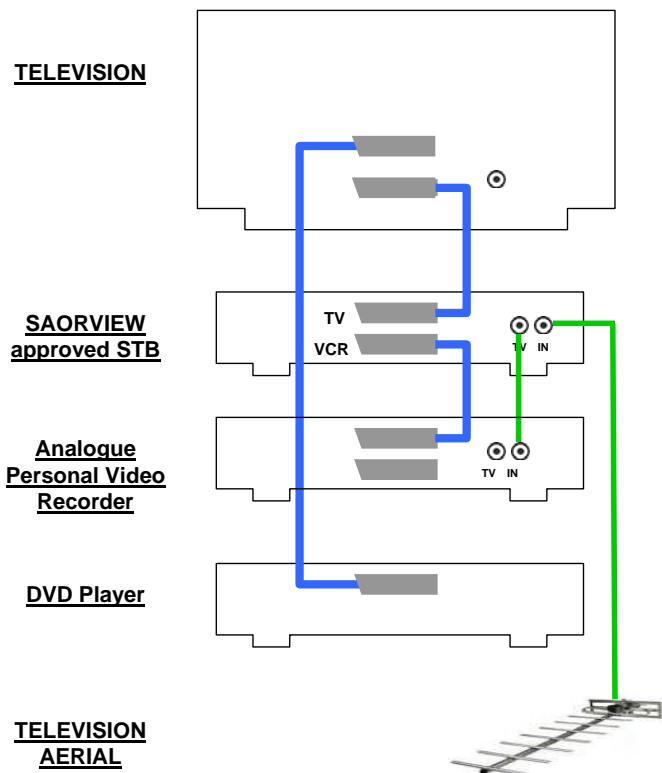 TELEVISION
SAORVIEW
approved STB
TV
VCR
TV IN
Analogue
Personal Video
Recorder
TV IN
DVD Player
TELEVISION
AERIAL